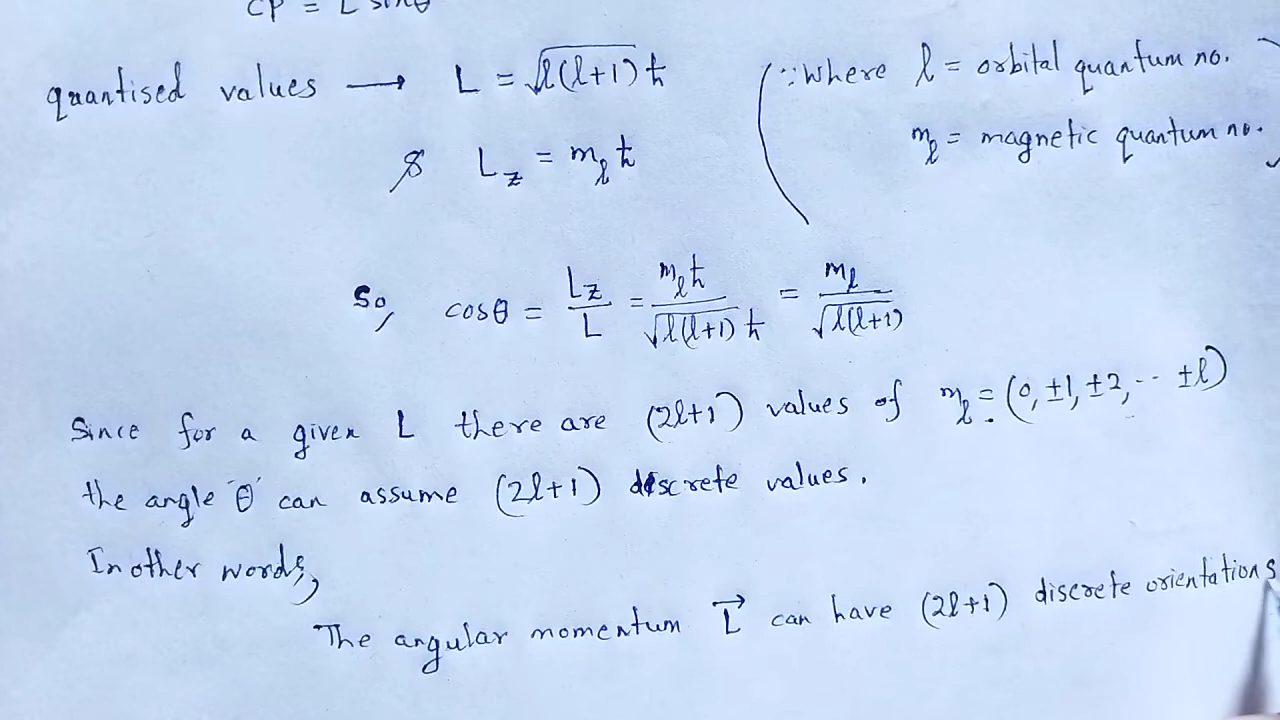 CP = L sinθ
quantised values → L = √l(l+1) ħ (∵ where l = orbital quantum no.
& L_z = m_l ħ m_l = magnetic quantum no.)
So, cosθ = L_z/L = m_l ħ/√l(l+1) ħ = m_l/√l(l+1)
Since for a given L there are (2l+1) values of m_l = (0, ±1, ±2, -- ±l)
the angle 'θ' can assume (2l+1) discrete values.
In other words,
The angular momentum L⃗ can have (2l+1) discrete orientations